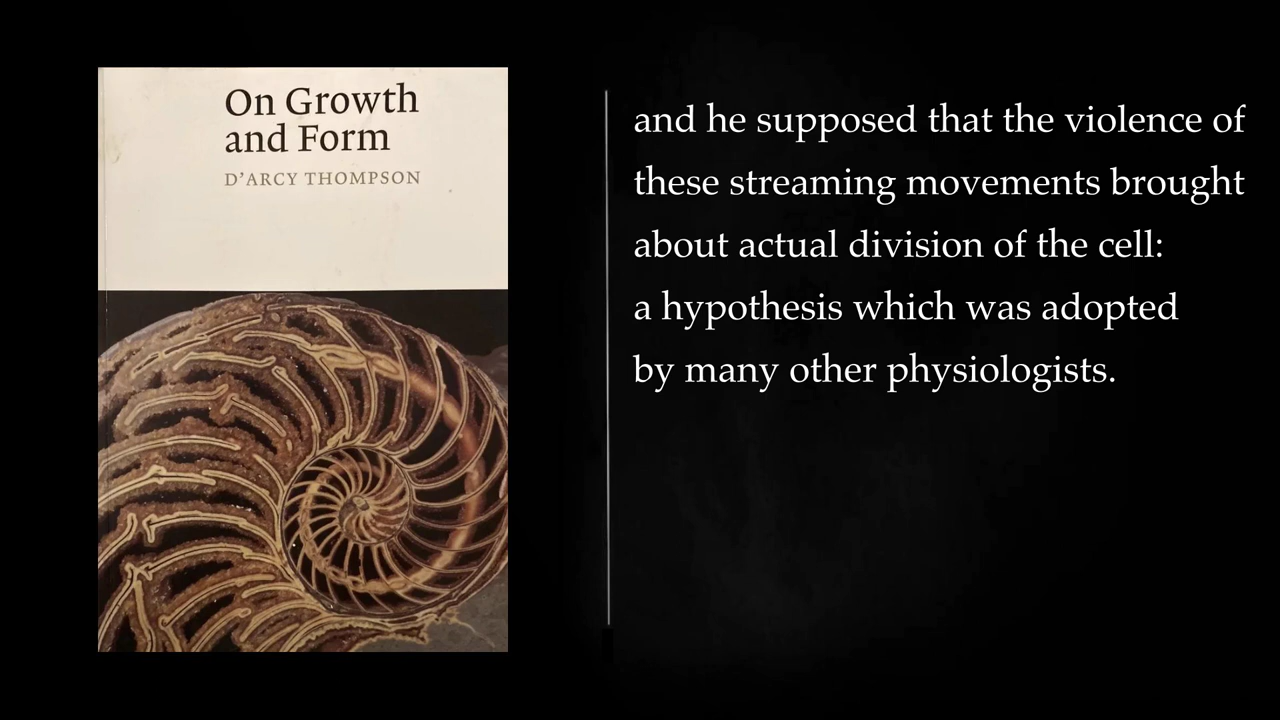 On Growth
and Form
D'ARCY THOMPSON
and he supposed that the violence of
these streaming movements brought
about actual division of the cell:
a hypothesis which was adopted
by many other physiologists.